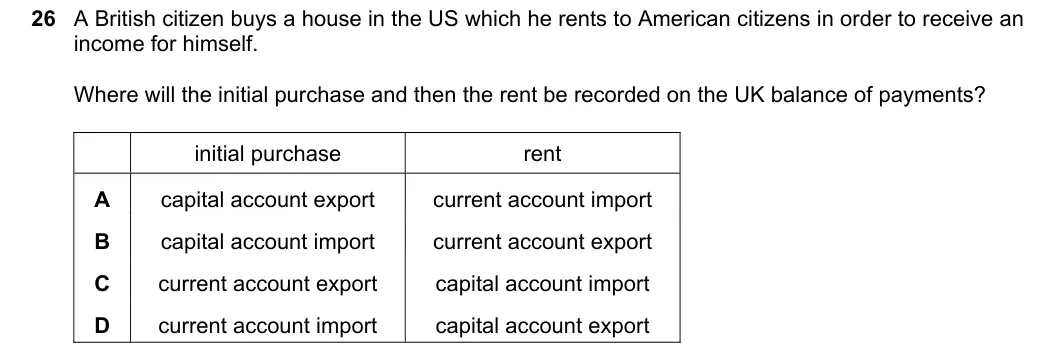 26 A British citizen buys a house in the US which he rents to American citizens in order to receive an
income for himself.
Where will the initial purchase and then the rent be recorded on the UK balance of payments?
initial purchase rent
A capital account export current account import
B capital account import current account export
C current account export capital account import
D current account import capital account export